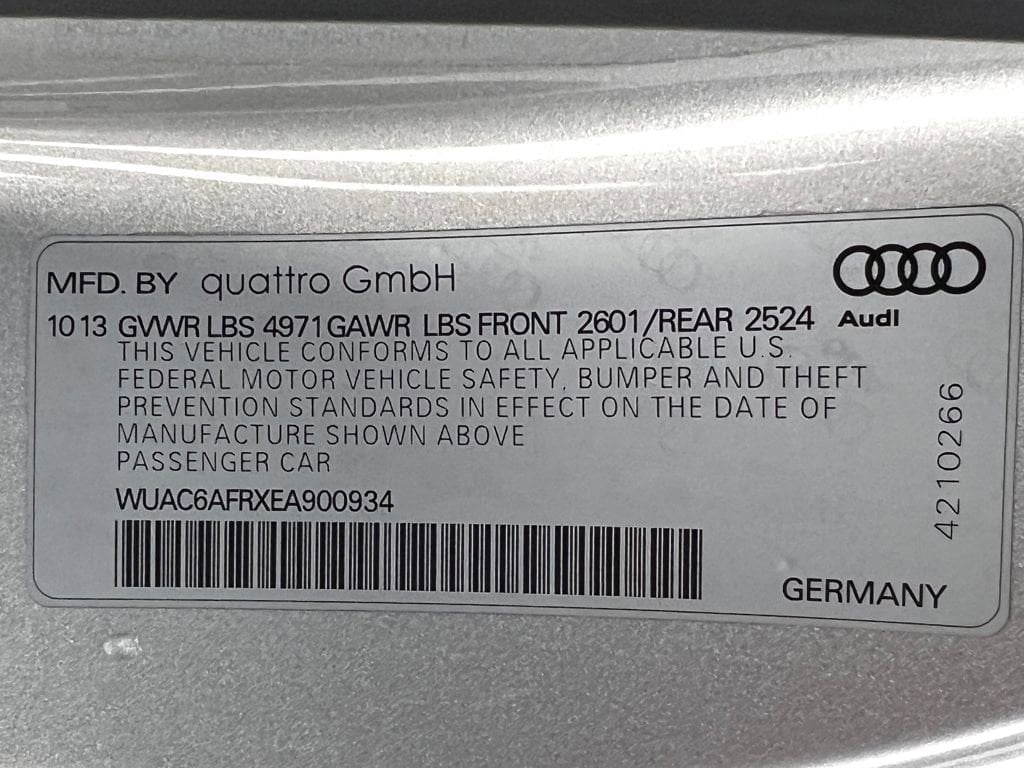 MFD. BY quattro GmbH
10 13 GVWR LBS 4971 GAWR LBS FRONT 2601/REAR 2524
Audi
THIS VEHICLE CONFORMS TO ALL APPLICABLE U.S.
FEDERAL MOTOR VEHICLE SAFETY, BUMPER AND THEFT
PREVENTION STANDARDS IN EFFECT ON THE DATE OF
MANUFACTURE SHOWN ABOVE
PASSENGER CAR
WUAC6AFRXEA900934
4210266
GERMANY